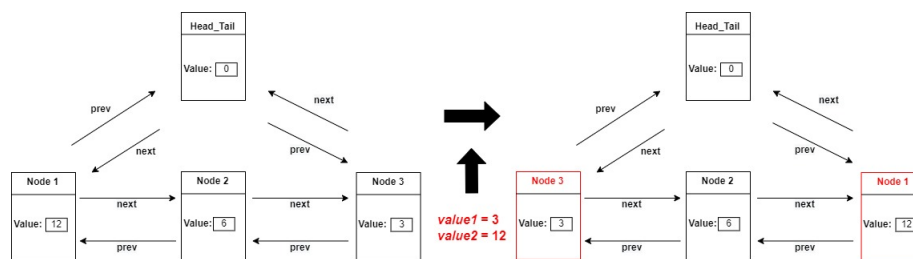 Head_Tail
Value: 0
prev
next
next
prev
Node 1
Value: 12
next
prev
Node 2
Value: 6
next
prev
Node 3
Value: 3
value1 = 3
value2 = 12
Head_Tail
Value: 0
prev
next
next
prev
Node 3
Value: 3
next
prev
Node 2
Value: 6
next
prev
Node 1
Value: 12